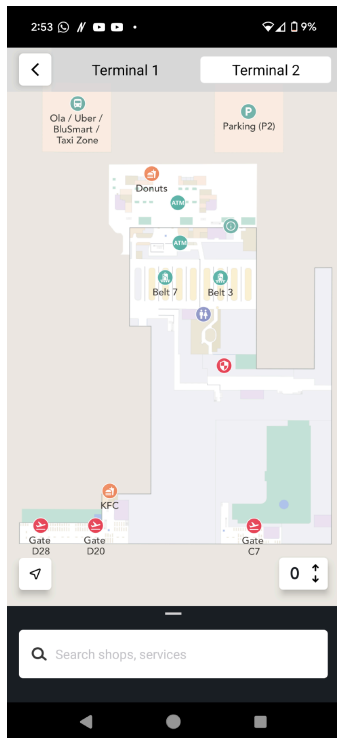 2:53 9%
Terminal 1 Terminal 2
Ola / Uber /
BluSmart /
Taxi Zone
Parking (P2)
Donuts
ATM
ATM
Belt 7 Belt 3
KFC
Gate
D28
Gate
D20
Gate
C7
0
Search shops, services